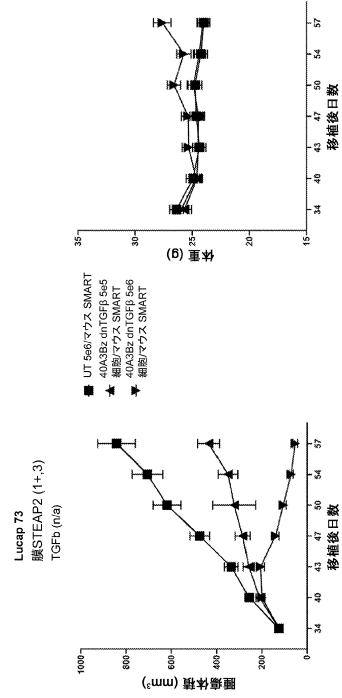 Lucap 73
膜STEAP2 (1+,3)
TGFb (n/a)
腫瘍体積 (mm³)
1000
800
600
400
200
0
34
40
43
47
50
54
57
移植後日数
UT 5e6/マウス SMART
40A3Bz dnTGFβ 5e5
細胞/マウス SMART
40A3Bz dnTGFβ 5e6
細胞/マウス SMART
体重 (g)
35
25
15
34
40
43
47
50
54
57
移植後日数